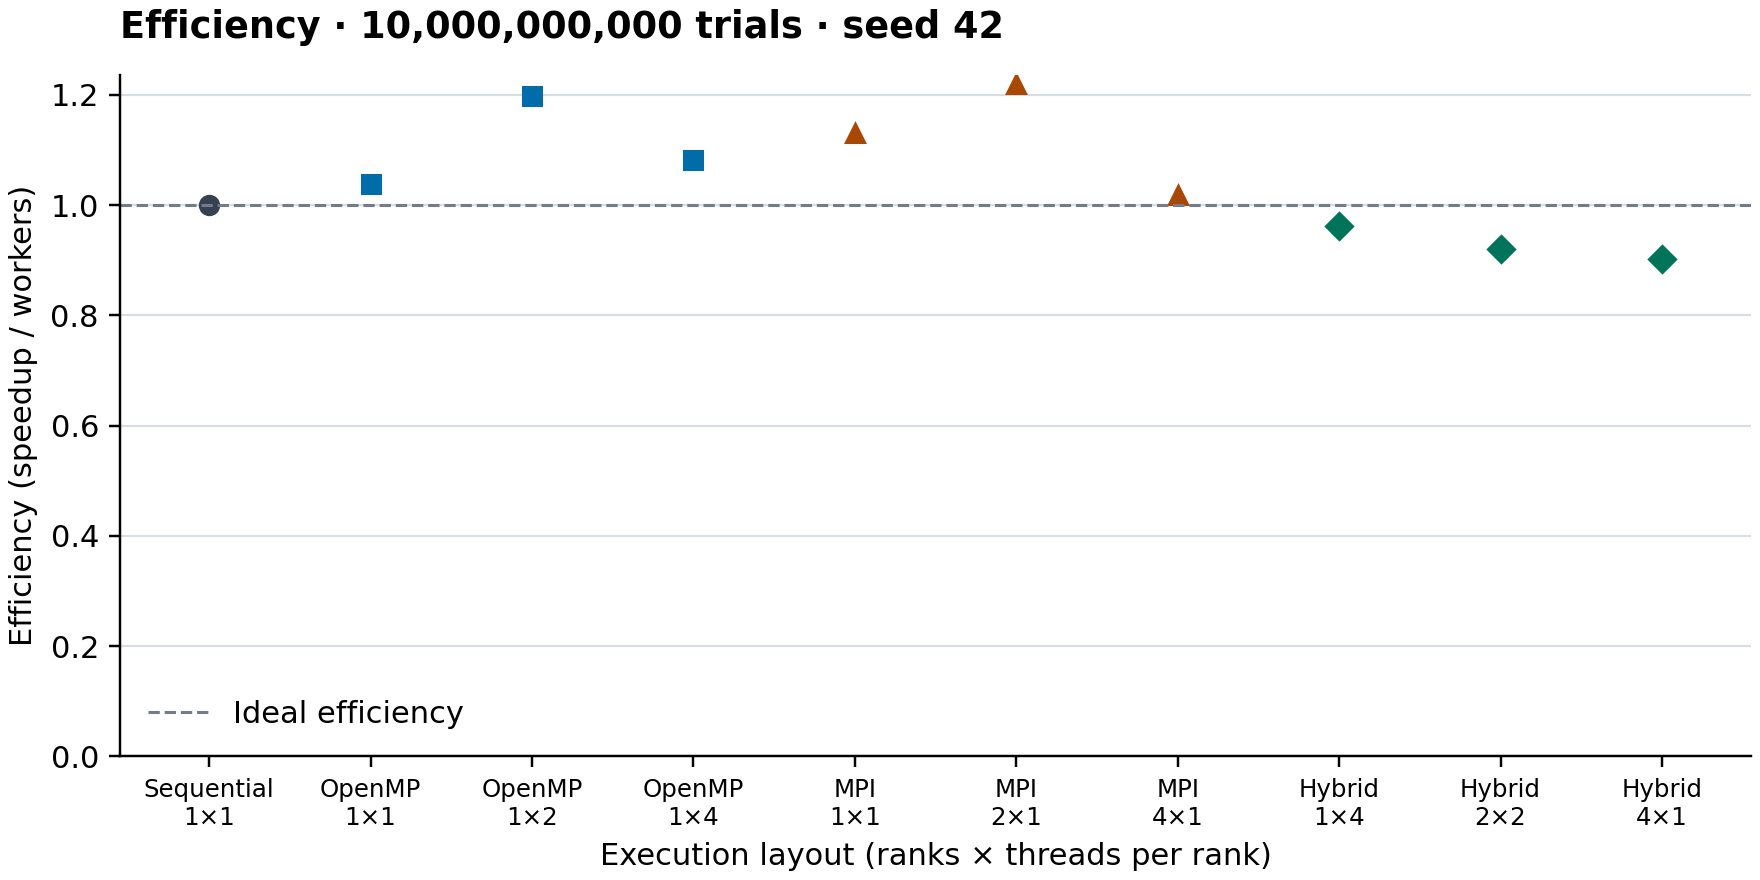 Efficiency · 10,000,000,000 trials · seed 42
Efficiency (speedup / workers)
1.2
1.0
0.8
0.6
0.4
0.2
0.0
Ideal efficiency
Sequential
1×1
OpenMP
1×1
OpenMP
1×2
OpenMP
1×4
MPI
1×1
MPI
2×1
MPI
4×1
Hybrid
1×4
Hybrid
2×2
Hybrid
4×1
Execution layout (ranks × threads per rank)